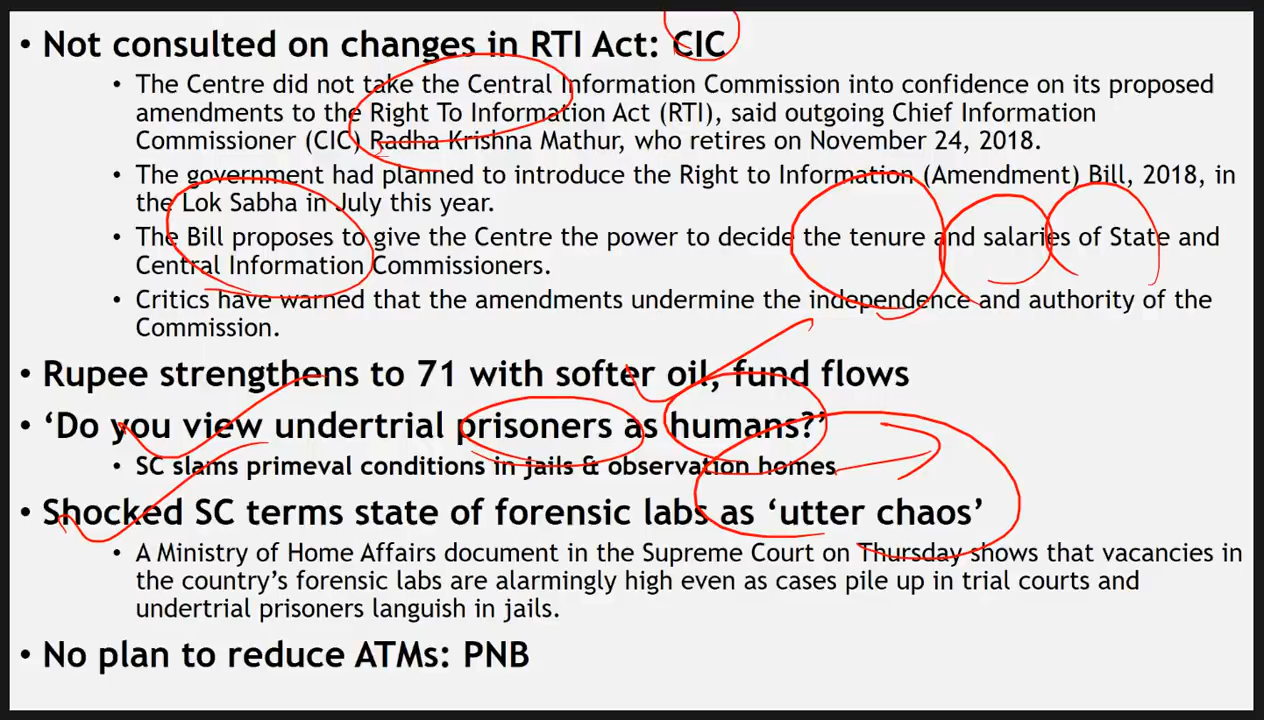 • Not consulted on changes in RTI Act: CIC
• The Centre did not take the Central Information Commission into confidence on its proposed
amendments to the Right To Information Act (RTI), said outgoing Chief Information
Commissioner (CIC) Radha Krishna Mathur, who retires on November 24, 2018.
• The government had planned to introduce the Right to Information (Amendment) Bill, 2018, in
the Lok Sabha in July this year.
• The Bill proposes to give the Centre the power to decide the tenure and salaries of State and
Central Information Commissioners.
• Critics have warned that the amendments undermine the independence and authority of the
Commission.
• Rupee strengthens to 71 with softer oil, fund flows
• ‘Do you view undertrial prisoners as humans?’
• SC slams primeval conditions in jails & observation homes
• Shocked SC terms state of forensic labs as ‘utter chaos’
• A Ministry of Home Affairs document in the Supreme Court on Thursday shows that vacancies in
the country’s forensic labs are alarmingly high even as cases pile up in trial courts and
undertrial prisoners languish in jails.
• No plan to reduce ATMs: PNB